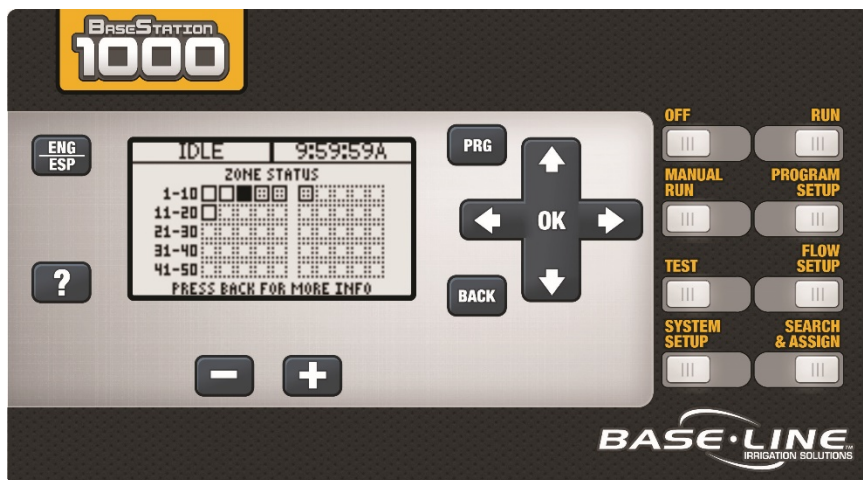 BASESTATION
1000
ENG
ESP
?
IDLE 9:59:59A
ZONE STATUS
1-10
11-20
21-30
31-40
41-50
PRESS BACK FOR MORE INFO
PRG
OK
BACK
OFF RUN
MANUAL RUN
PROGRAM SETUP
TEST
FLOW SETUP
SYSTEM SETUP
SEARCH & ASSIGN
BASE·LINE
IRRIGATION SOLUTIONS